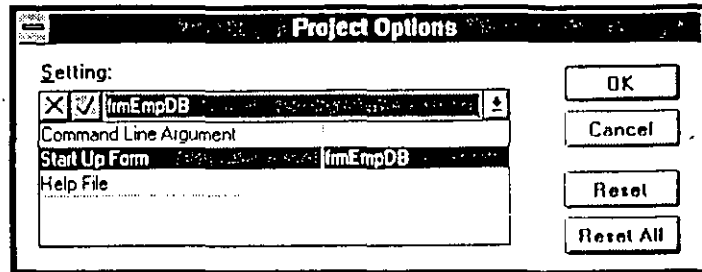 Project Options
Setting:
frmEmpDB
Command Line Argument
Start Up Form frmEmpDB
Help File
OK
Cancel
Reset
Reset All